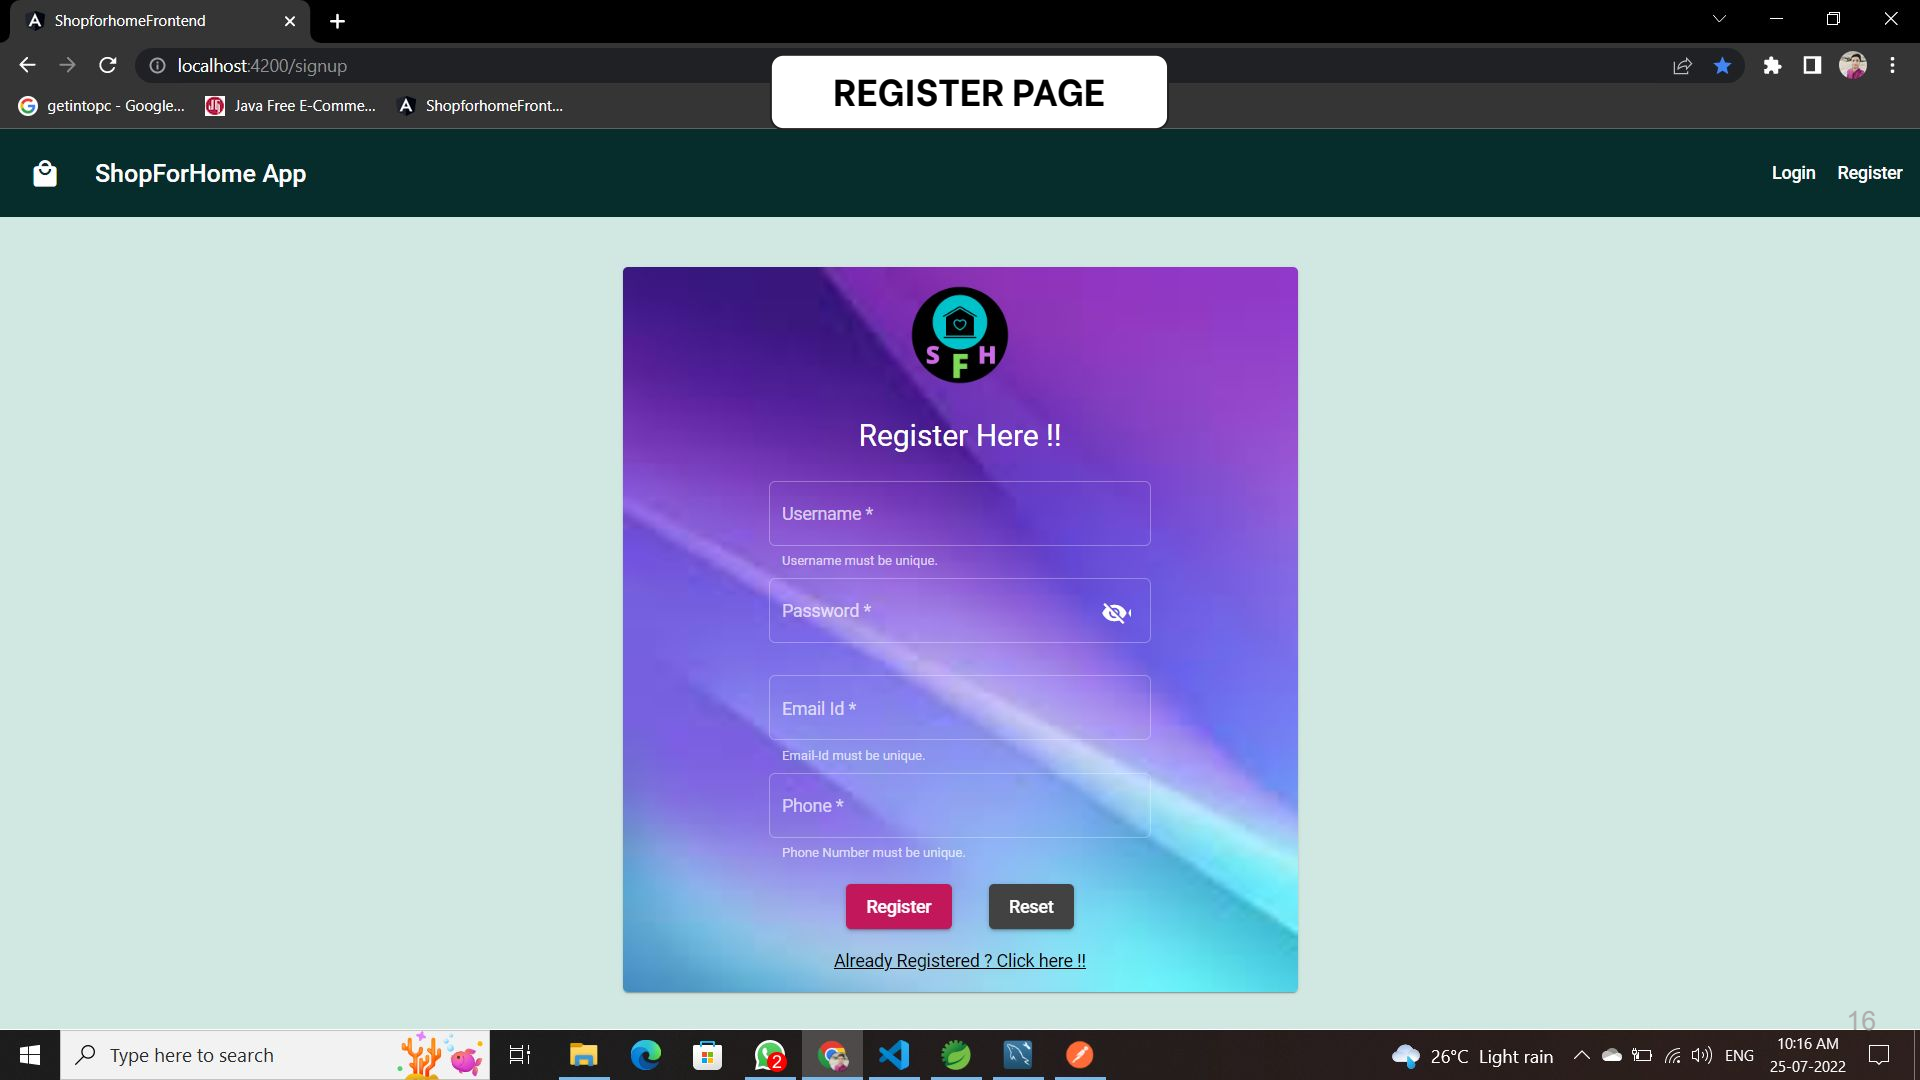 ShopforhomeFrontend
localhost:4200/signup
REGISTER PAGE
getintopc - Google...
Java Free E-Comme...
ShopforhomeFront...
ShopForHome App
Login
Register
S F H
Register Here !!
Username *
Username must be unique.
Password *
Email Id *
Email-Id must be unique.
Phone *
Phone Number must be unique.
Register
Reset
Already Registered ? Click here !!
16
Type here to search
2
26°C Light rain
ENG
10:16 AM
25-07-2022